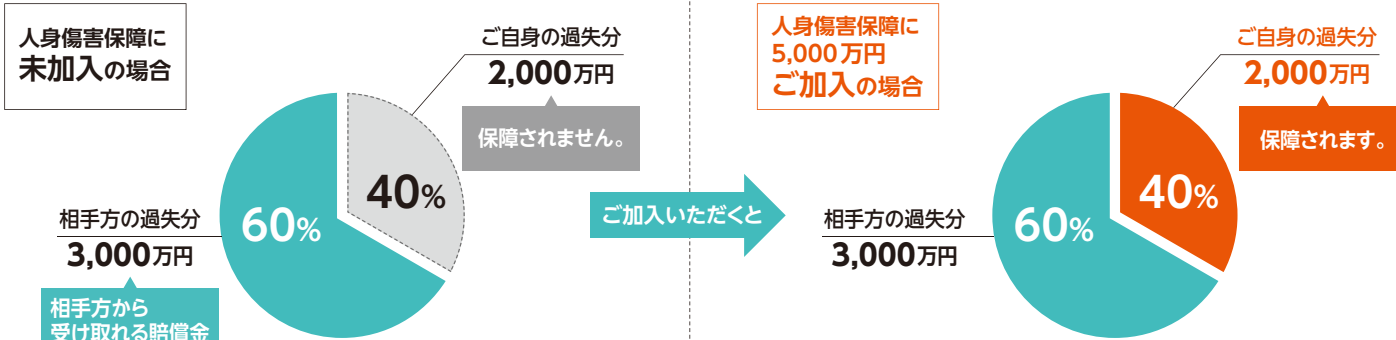 人身傷害保障に
未加入の場合
ご自身の過失分
2,000万円
保障されません。
40%
60%
相手方の過失分
3,000万円
相手方から
受け取れる賠償金
ご加入いただくと
人身傷害保障に
5,000万円
ご加入の場合
ご自身の過失分
2,000万円
保障されます。
40%
60%
相手方の過失分
3,000万円